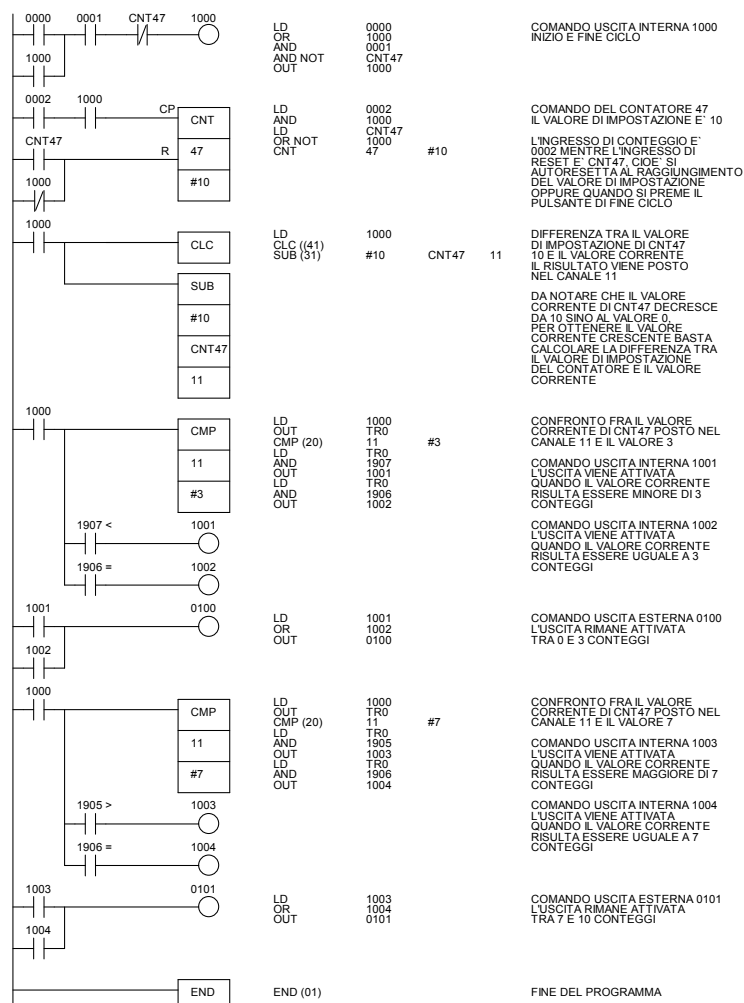 0000 0001 CNT47 1000
1000
LD 0000
OR 1000
AND 0001
AND NOT CNT47
OUT 1000
COMANDO USCITA INTERNA 1000
INIZIO E FINE CICLO
0002 1000 CP
CNT
CNT47
R 47
1000
#10
LD 0002
AND 1000
LD CNT47
OR NOT 1000
CNT 47 #10
COMANDO DEL CONTATORE 47
IL VALORE DI IMPOSTAZIONE E` 10
L'INGRESSO DI CONTEGGIO E`
0002 MENTRE L'INGRESSO DI
RESET E` CNT47, CIOE` SI
AUTORESETTA AL RAGGIUNGIMENTO
DEL VALORE DI IMPOSTAZIONE
OPPURE QUANDO SI PREME IL
PULSANTE DI FINE CICLO
1000
CLC
SUB
#10
CNT47
11
LD 1000
CLC ((41)
SUB (31) #10 CNT47 11
DIFFERENZA TRA IL VALORE
DI IMPOSTAZIONE DI CNT47
10 E IL VALORE CORRENTE
IL RISULTATO VIENE POSTO
NEL CANALE 11
DA NOTARE CHE IL VALORE
CORRENTE DI CNT47 DECRESCE
DA 10 SINO AL VALORE 0,
PER OTTENERE IL VALORE
CORRENTE CRESCENTE BASTA
CALCOLARE LA DIFFERENZA TRA
IL VALORE DI IMPOSTAZIONE
DEL CONTATORE E IL VALORE
CORRENTE
1000
CMP
11
#3
1907 < 1001
1906 = 1002
LD 1000
OUT TR0
CMP (20) 11 #3
LD TR0
AND 1907
OUT 1001
LD TR0
AND 1906
OUT 1002
CONFRONTO FRA IL VALORE
CORRENTE DI CNT47 POSTO NEL
CANALE 11 E IL VALORE 3
COMANDO USCITA INTERNA 1001
L'USCITA VIENE ATTIVATA
QUANDO IL VALORE CORRENTE
RISULTA ESSERE MINORE DI 3
CONTEGGI
COMANDO USCITA INTERNA 1002
L'USCITA VIENE ATTIVATA
QUANDO IL VALORE CORRENTE
RISULTA ESSERE UGUALE A 3
CONTEGGI
1001 0100
1002
LD 1001
OR 1002
OUT 0100
COMANDO USCITA ESTERNA 0100
L'USCITA RIMANE ATTIVATA
TRA 0 E 3 CONTEGGI
1000
CMP
11
#7
1905 > 1003
1906 = 1004
LD 1000
OUT TR0
CMP (20) 11 #7
LD TR0
AND 1905
OUT 1003
LD TR0
AND 1906
OUT 1004
CONFRONTO FRA IL VALORE
CORRENTE DI CNT47 POSTO NEL
CANALE 11 E IL VALORE 7
COMANDO USCITA INTERNA 1003
L'USCITA VIENE ATTIVATA
QUANDO IL VALORE CORRENTE
RISULTA ESSERE MAGGIORE DI 7
CONTEGGI
COMANDO USCITA INTERNA 1004
L'USCITA VIENE ATTIVATA
QUANDO IL VALORE CORRENTE
RISULTA ESSERE UGUALE A 7
CONTEGGI
1003 0101
1004
LD 1003
OR 1004
OUT 0101
COMANDO USCITA ESTERNA 0101
L'USCITA RIMANE ATTIVATA
TRA 7 E 10 CONTEGGI
END
END (01)
FINE DEL PROGRAMMA